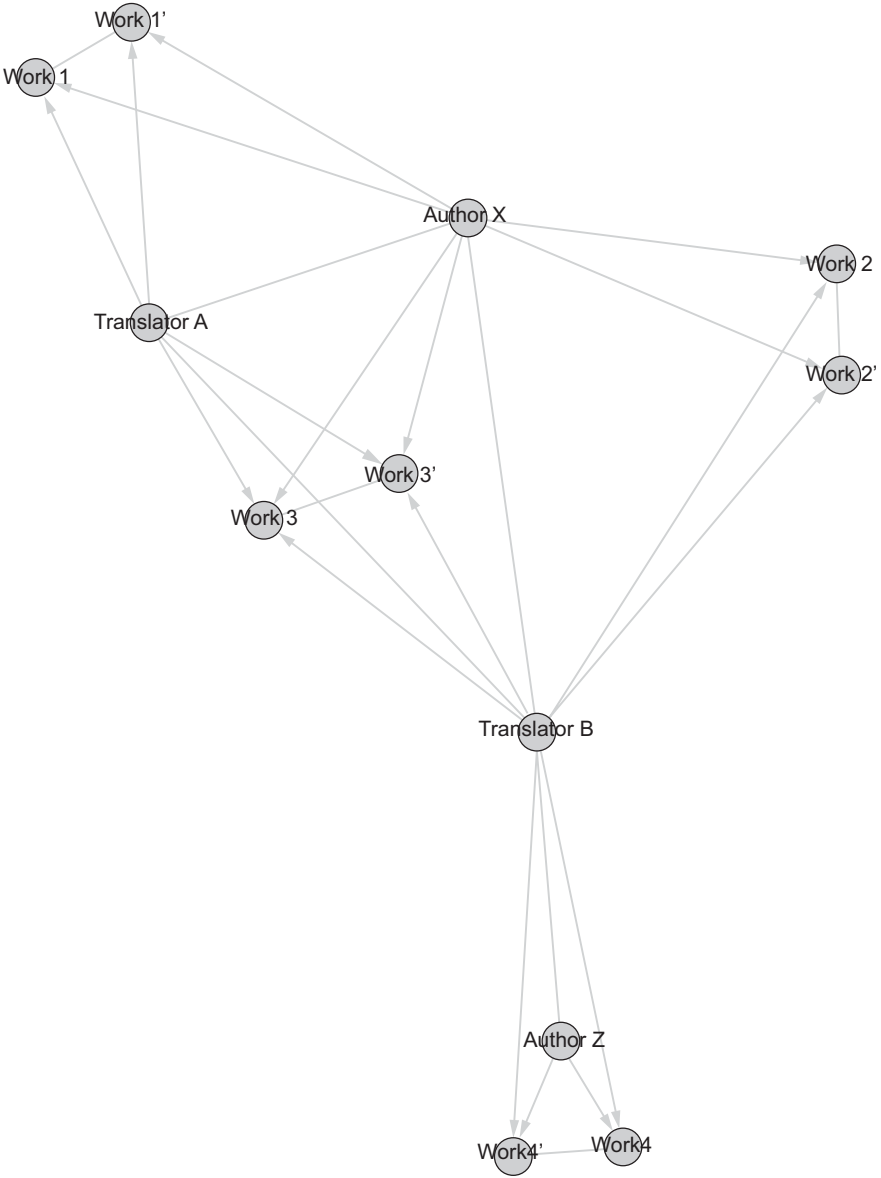 Work 1’
Work 1
Author X
Work 2
Translator A
Work 2’
Work 3’
Work 3
Translator B
Author Z
Work4’
Work4